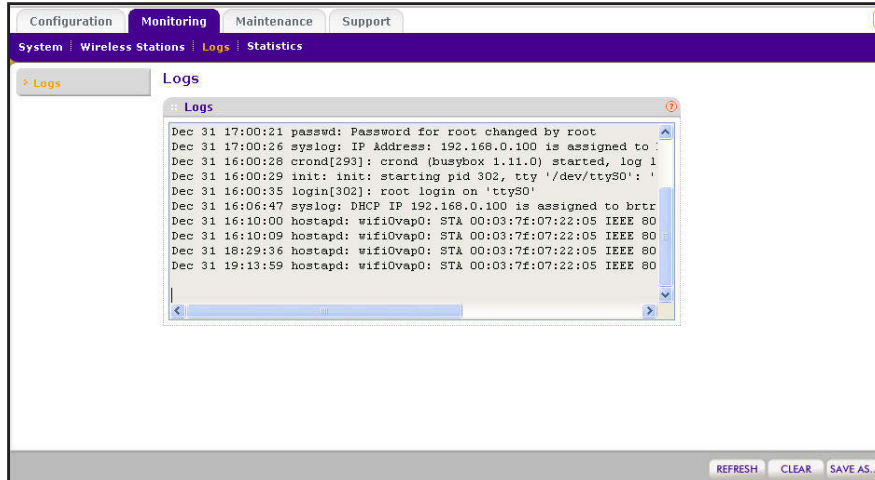 Configuration Monitoring Maintenance Support
System Wireless Stations Logs Statistics
> Logs
Logs
Logs
Dec 31 17:00:21 passwd: Password for root changed by root
Dec 31 17:00:26 syslog: IP Address: 192.168.0.100 is assigned to
Dec 31 16:00:28 crond[293]: crond (busybox 1.11.0) started, log l
Dec 31 16:00:29 init: init: starting pid 302, tty '/dev/ttyS0': '
Dec 31 16:00:35 login[302]: root login on 'ttyS0'
Dec 31 16:06:47 syslog: DHCP IP 192.168.0.100 is assigned to brtr
Dec 31 16:10:00 hostapd: wifi0vap0: STA 00:03:7f:07:22:05 IEEE 80
Dec 31 16:10:09 hostapd: wifi0vap0: STA 00:03:7f:07:22:05 IEEE 80
Dec 31 18:29:36 hostapd: wifi0vap0: STA 00:03:7f:07:22:05 IEEE 80
Dec 31 19:13:59 hostapd: wifi0vap0: STA 00:03:7f:07:22:05 IEEE 80
REFRESH CLEAR SAVE AS..